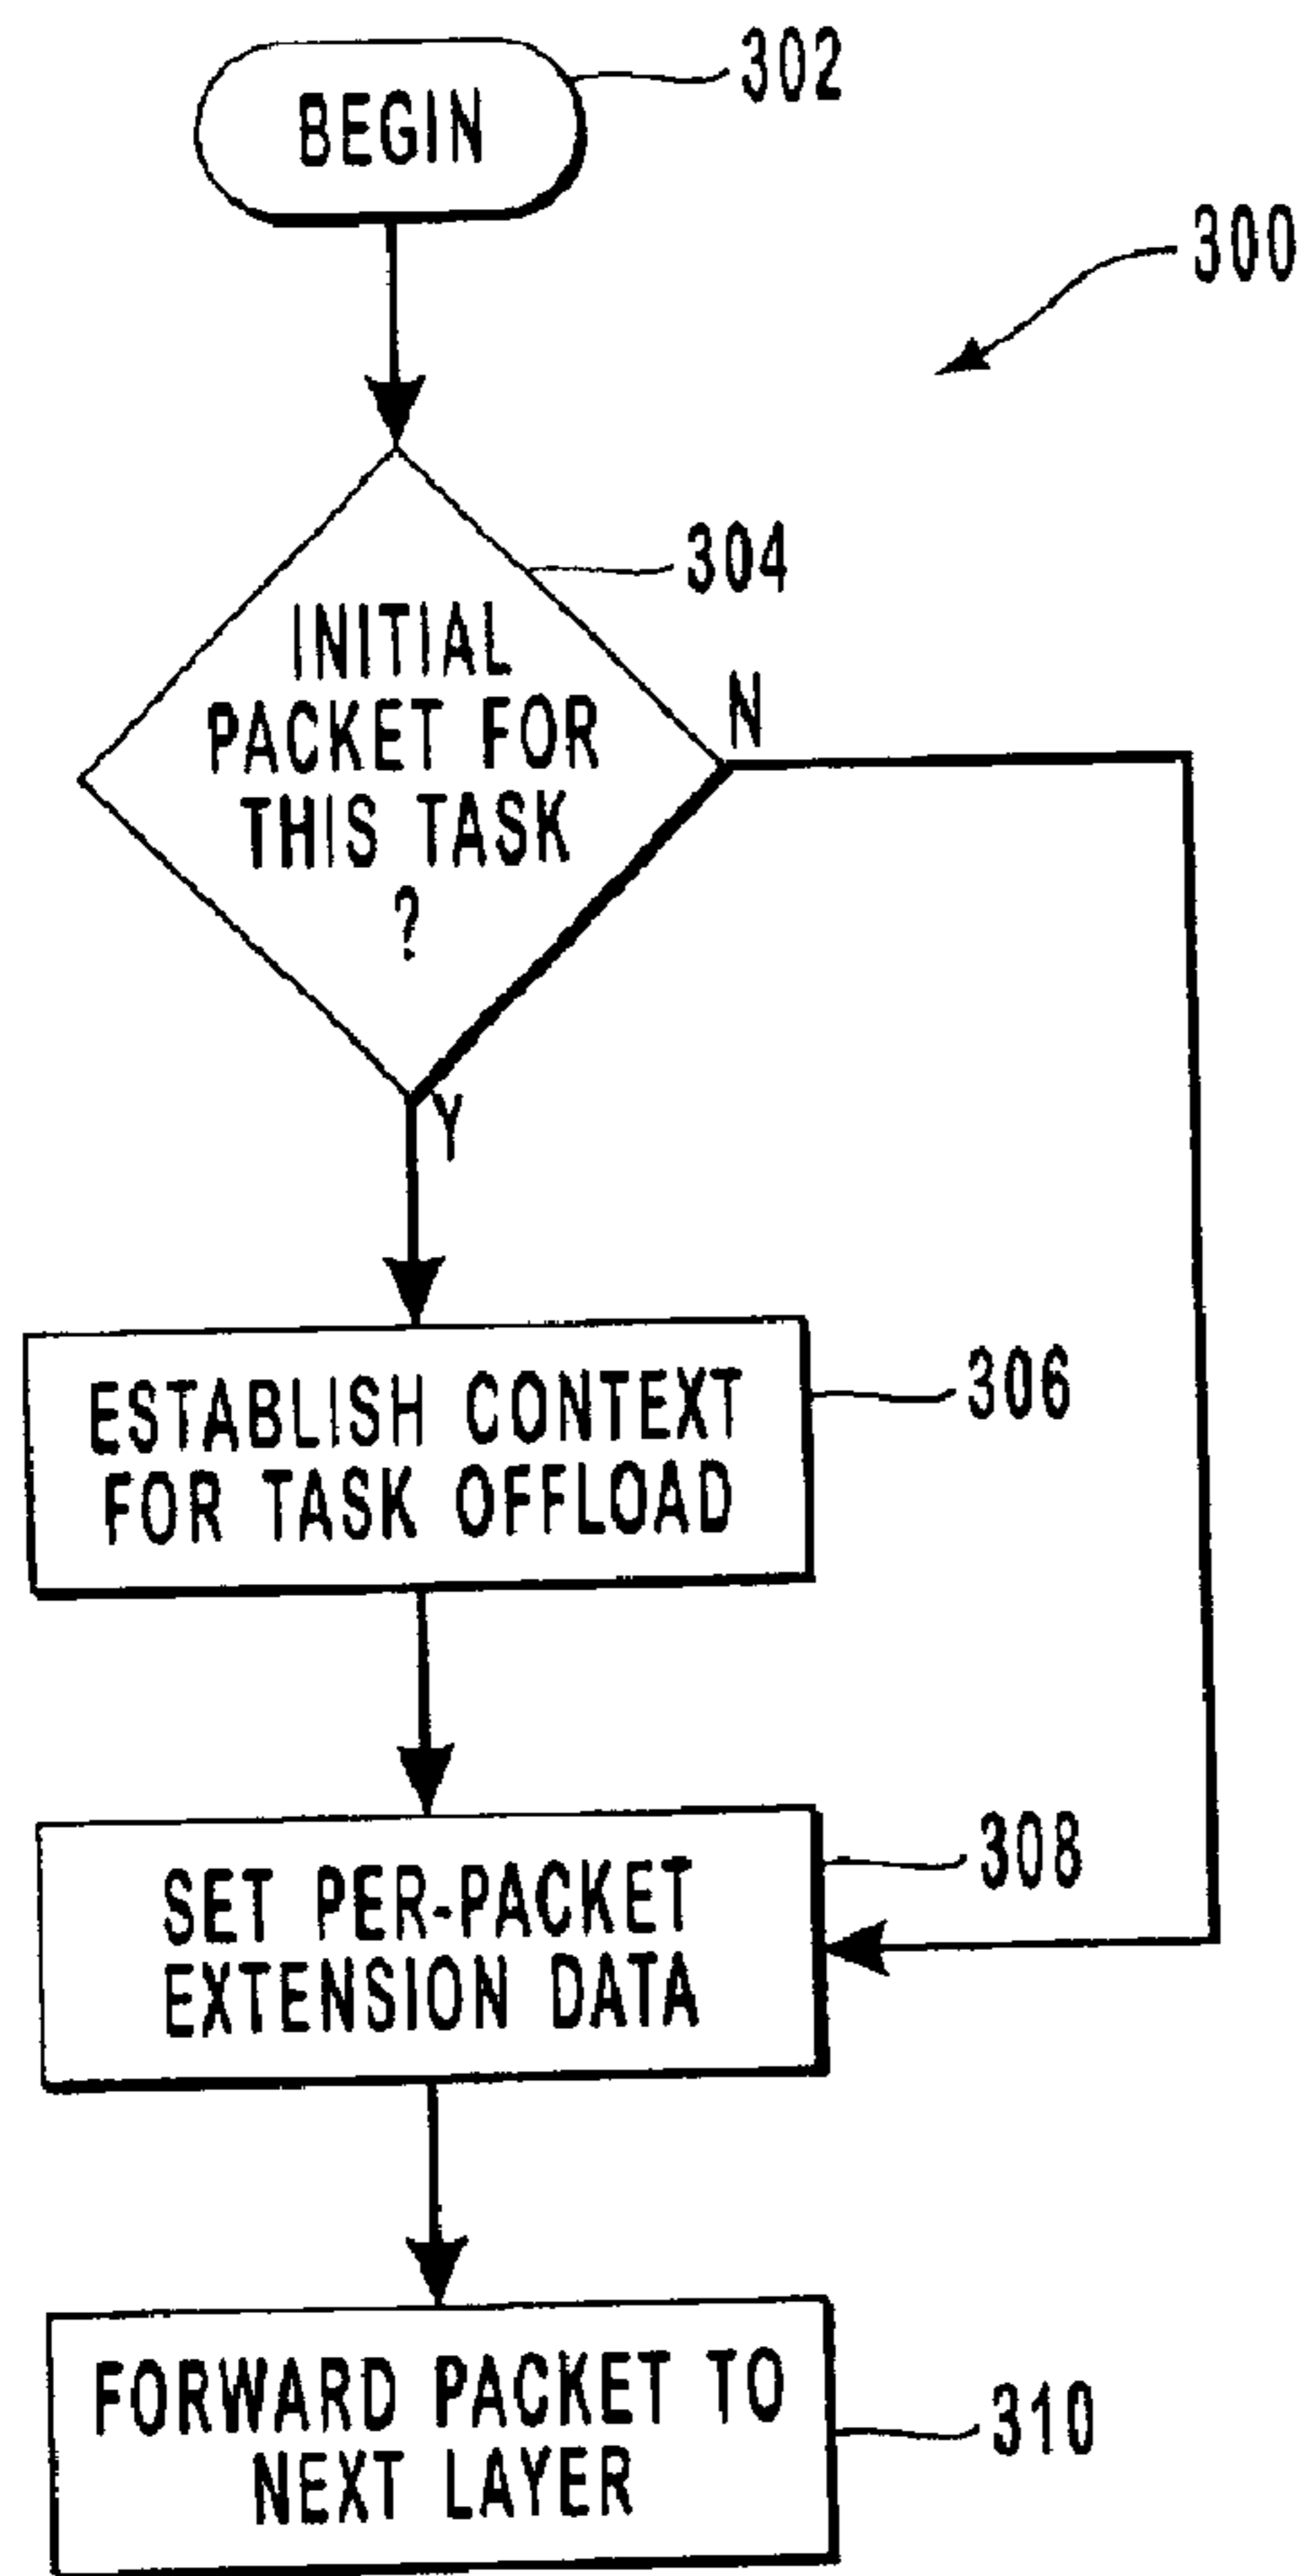 BEGIN
302
300
304
INITIAL
PACKET FOR
THIS TASK
?
N
Y
ESTABLISH CONTEXT
FOR TASK OFFLOAD
306
SET PER-PACKET
EXTENSION DATA
308
FORWARD PACKET TO
NEXT LAYER
310